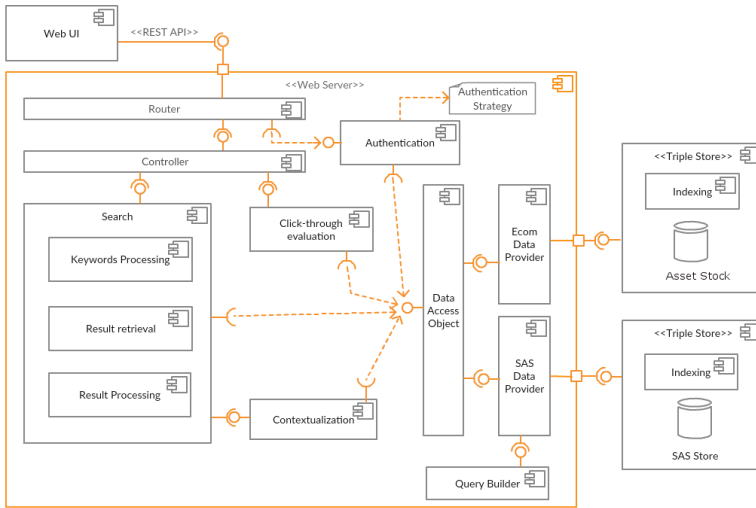 Web UI
<<REST API>>
<<Web Server>>
Router
Authentication
Strategy
Authentication
Controller
<<Triple Store>>
Indexing
Asset Stock
Search
Keywords Processing
Result retrieval
Result Processing
Click-through
evaluation
Contextualization
Data
Access
Object
Ecom
Data
Provider
SAS
Data
Provider
Query Builder
<<Triple Store>>
Indexing
SAS Store